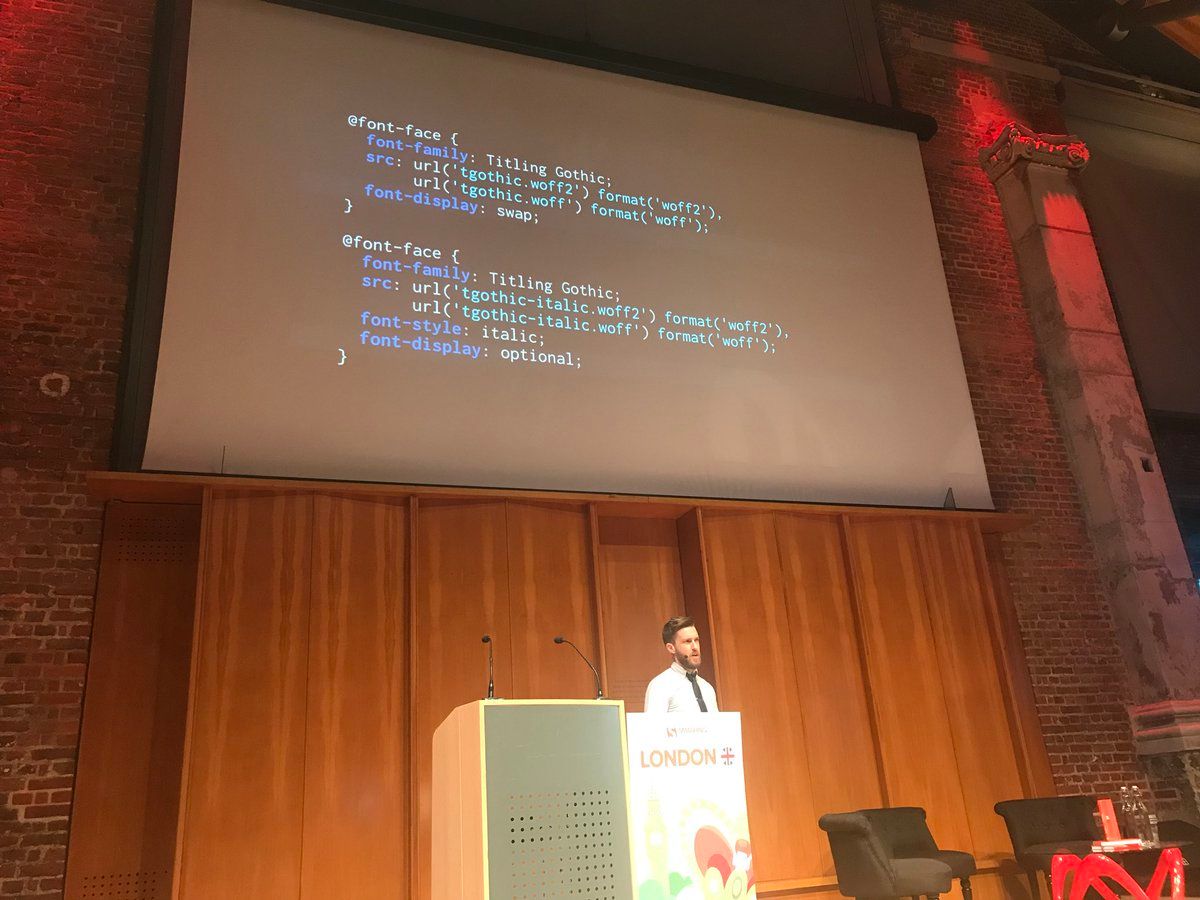 @font-face {
font-family: Titling Gothic;
src: url('tgothic.woff2') format('woff2'),
url('tgothic.woff') format('woff');
font-display: swap;
}
@font-face {
font-family: Titling Gothic;
src: url('tgothic-italic.woff2') format('woff2'),
url('tgothic-italic.woff') format('woff');
font-style: italic;
font-display: optional;
}
LONDON